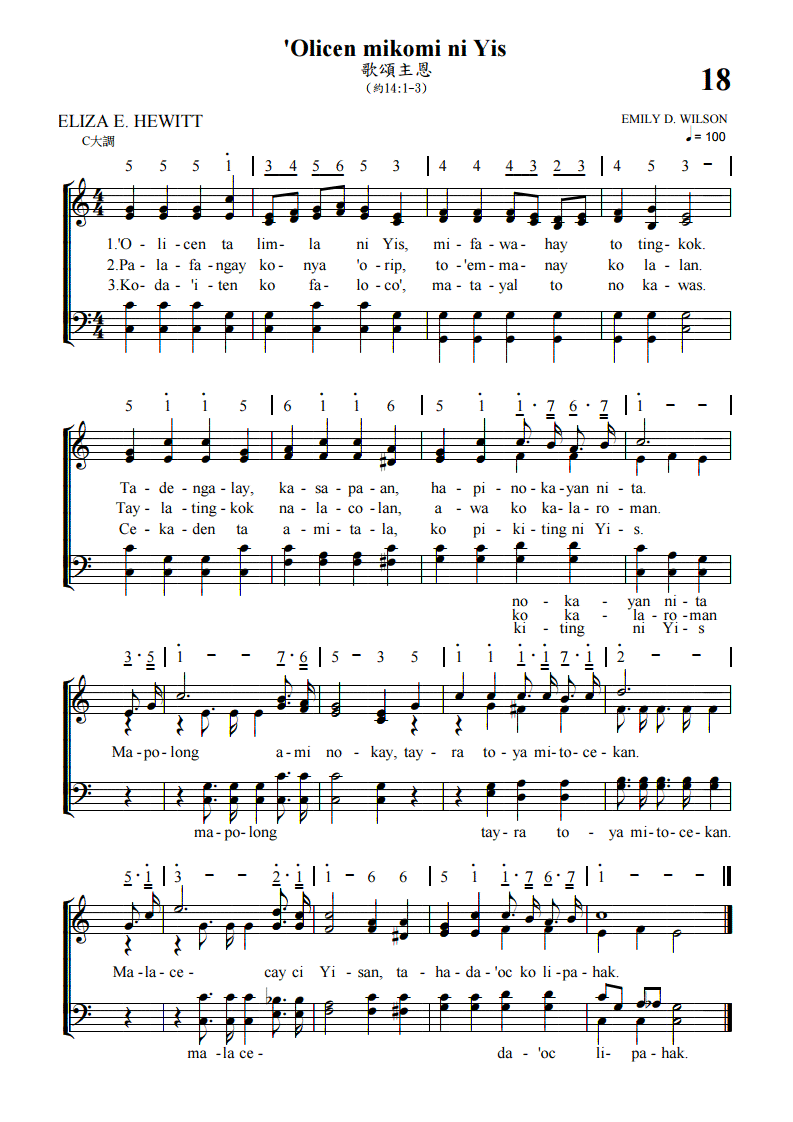 'Olicen mikomi ni Yis
歌頌主恩
(約14:1-3)
18
ELIZA E. HEWITT
EMILY D. WILSON
C大調
♩ = 100
5 5 5 1̇ | 3 4 5 6 5 3 | 4 4 4 3 2 3 | 4 5 3 - |
1.'O - li - cen ta lim - la ni Yis, mi - fa - wa - hay to ting - kok.
2.Pa - la - fa - ngay ko - nya 'o - rip, to - 'em - ma - nay ko la - lan.
3.Ko - da - 'i - ten ko fa - lo - co', ma - ta - yal to no ka - was.
5 1̇ 1̇ 5 | 6 1̇ 1̇ 6 | 5 1̇ 1̇ · 7 6 · 7 | 1̇ - - |
Ta - de - nga - lay, ka - sa - pa - an, ha - pi - no - ka - yan ni - ta.
Tay - la - ting - kok na - la - co - lan, a - wa ko ka - la - ro - man.
Ce - ka - den ta a - mi - ta - la, ko pi - ki - ting ni Yi - s.
no - ka - yan ni - ta
ko ka - la - ro - man
ki - ting ni Yi - s
3 · 5 | 1̇ - - 7 · 6 | 5 - 3 5 | 1̇ 1̇ 1̇ · 1̇ 7 · 1̇ | 2̇ - - |
Ma - po - long a - mi no - kay, tay - ra to - ya mi - to - ce - kan.
ma - po - long tay - ra to - ya mi - to - ce - kan.
5 · 1̇ | 3̇ - - 2̇ · 1̇ | 1̇ - 6 6 | 5 1̇ 1̇ · 7 6 · 7 | 1̇ - - ‖
Ma - la - ce - cay ci Yi - san, ta - ha - da - 'oc ko li - pa - hak.
ma - la ce - da - 'oc li - pa - hak.